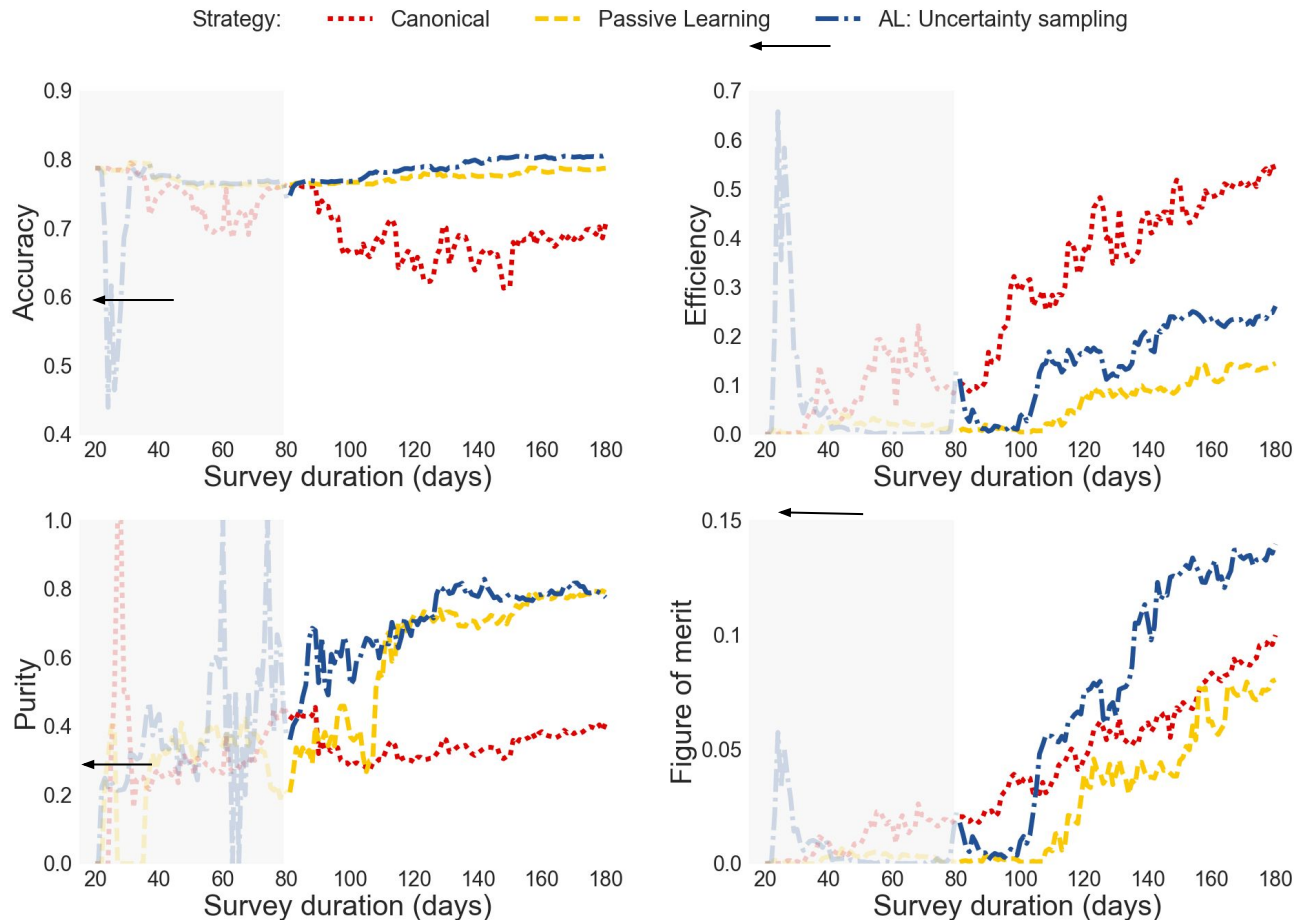 Strategy: Canonical Passive Learning AL: Uncertainty sampling
Accuracy
0.9
0.8
0.7
0.6
0.5
0.4
20 40 60 80 100 120 140 160 180
Survey duration (days)
Efficiency
0.7
0.6
0.5
0.4
0.3
0.2
0.1
0.0
20 40 60 80 100 120 140 160 180
Survey duration (days)
Purity
1.0
0.8
0.6
0.4
0.2
0.0
20 40 60 80 100 120 140 160 180
Survey duration (days)
Figure of merit
0.15
0.1
0.05
0.0
20 40 60 80 100 120 140 160 180
Survey duration (days)